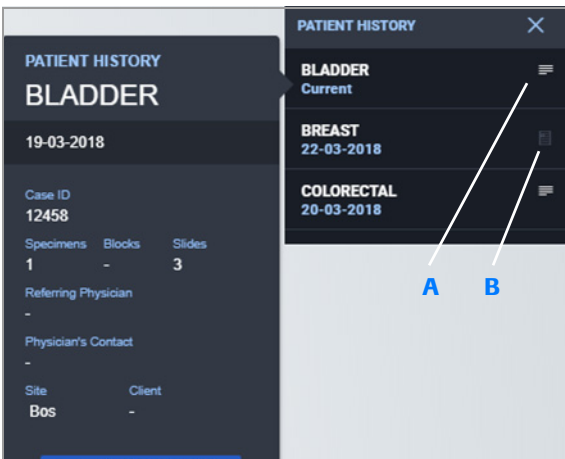 PATIENT HISTORY
BLADDER
19-03-2018
Case ID
12458
Specimens Blocks Slides
1 - 3
Referring Physician
-
Physician's Contact
-
Site Client
Bos -
PATIENT HISTORY
BLADDER
Current
BREAST
22-03-2018
COLORECTAL
20-03-2018
A B